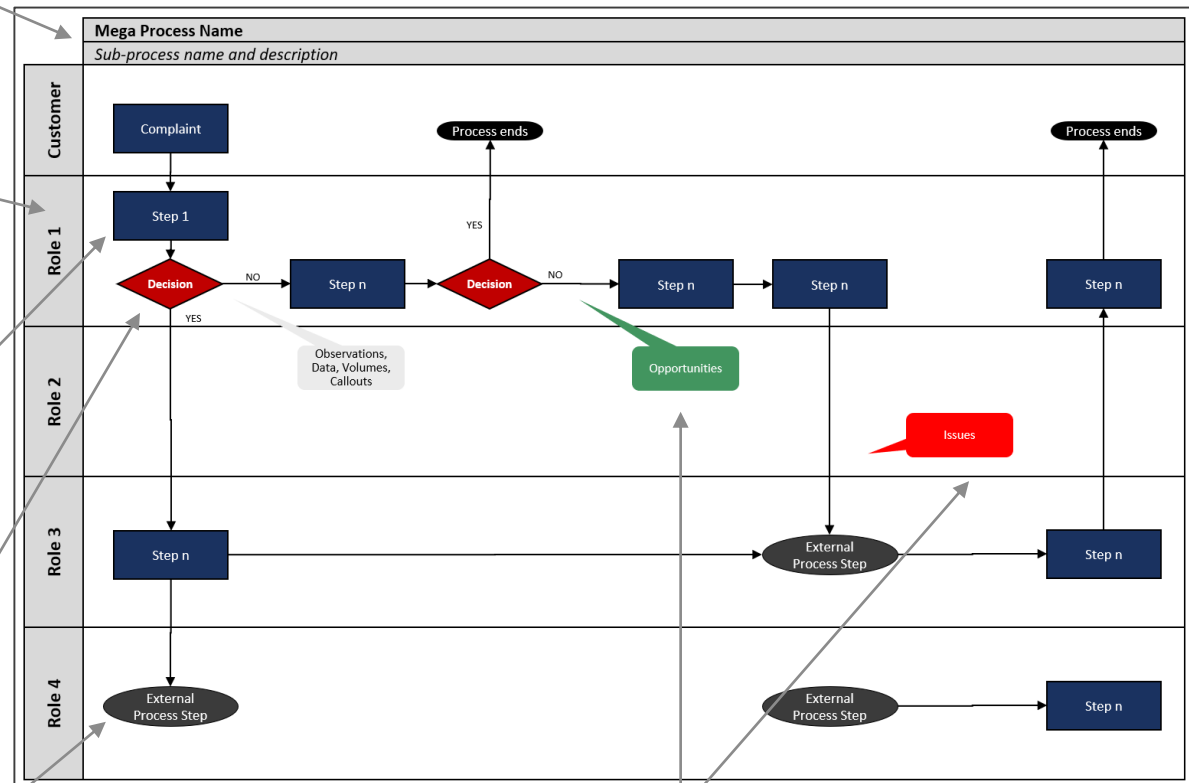 Mega Process Name
Sub-process name and description
Customer
Complaint
Process ends
Process ends
Role 1
Step 1
YES
Decision
NO
Step n
Decision
NO
Step n
Step n
Step n
YES
Role 2
Observations,
Data, Volumes,
Callouts
Opportunities
Issues
Role 3
Step n
External
Process Step
Step n
Role 4
External
Process Step
External
Process Step
Step n